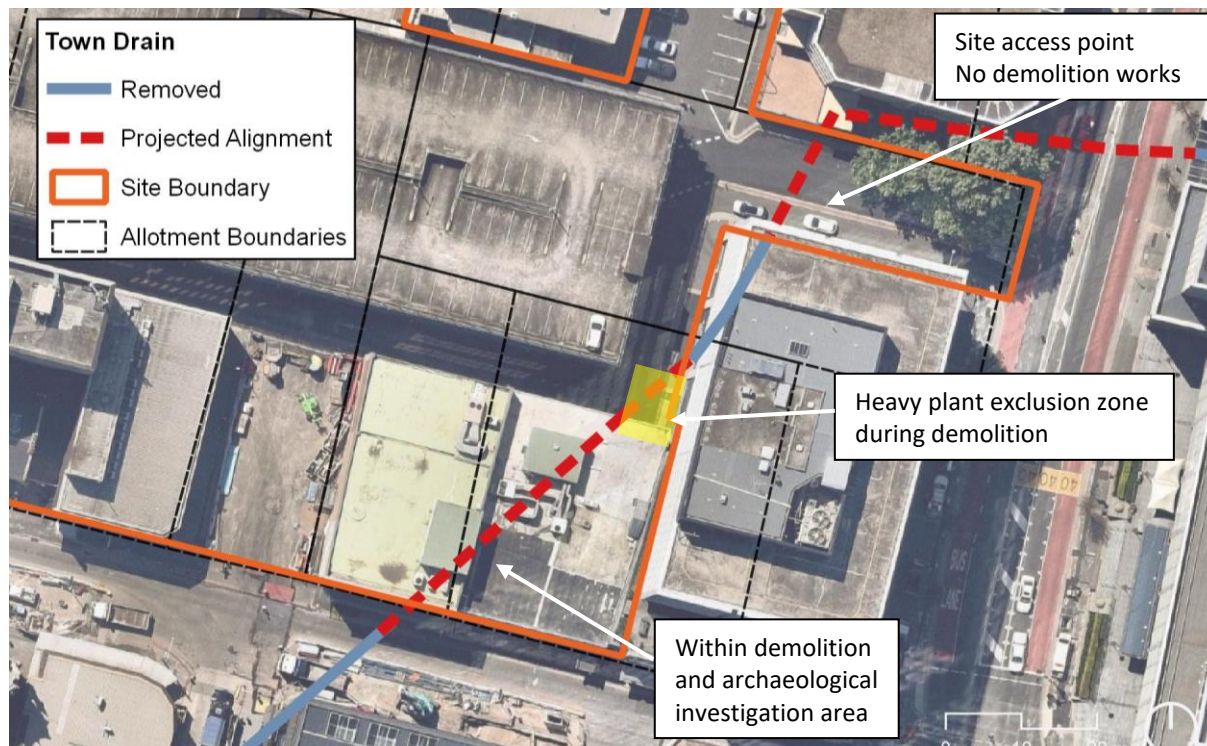 Town Drain
Removed
Projected Alignment
Site Boundary
Allotment Boundaries
Site access point
No demolition works
Heavy plant exclusion zone
during demolition
Within demolition
and archaeological
investigation area